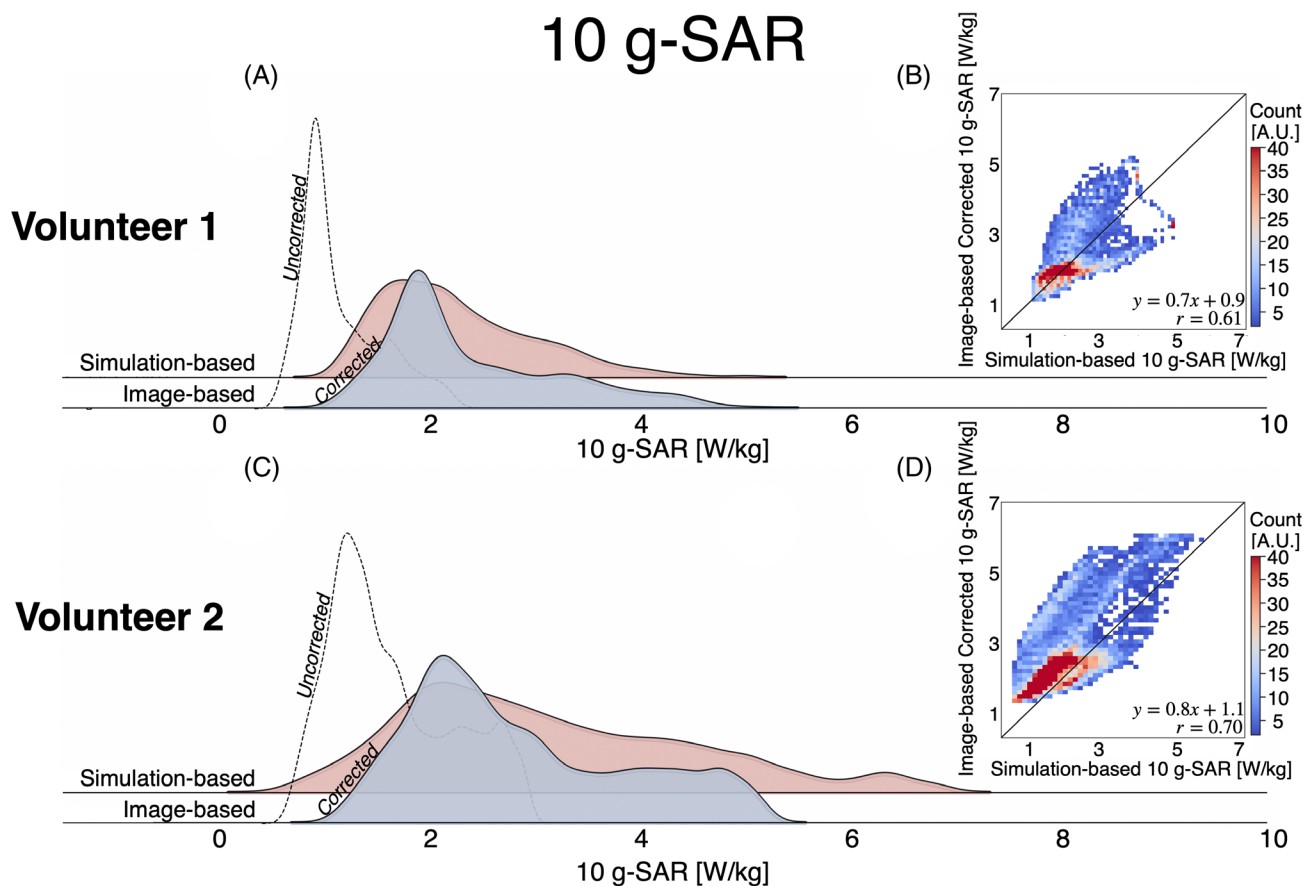 10 g-SAR
(A)
(B)
Volunteer 1
Uncorrected
Corrected
Simulation-based
Image-based
0 2 4 6 8 10
10 g-SAR [W/kg]
Image-based Corrected 10 g-SAR [W/kg]
7
5
3
1
1 3 5 7
Simulation-based 10 g-SAR [W/kg]
y = 0.7x + 0.9
r = 0.61
Count
[A.U.]
40
35
30
25
20
15
10
5
(C)
(D)
Volunteer 2
Uncorrected
Corrected
Simulation-based
Image-based
0 2 4 6 8 10
10 g-SAR [W/kg]
Image-based Corrected 10 g-SAR [W/kg]
7
5
3
1
1 3 5 7
Simulation-based 10 g-SAR [W/kg]
y = 0.8x + 1.1
r = 0.70
Count
[A.U.]
40
35
30
25
20
15
10
5